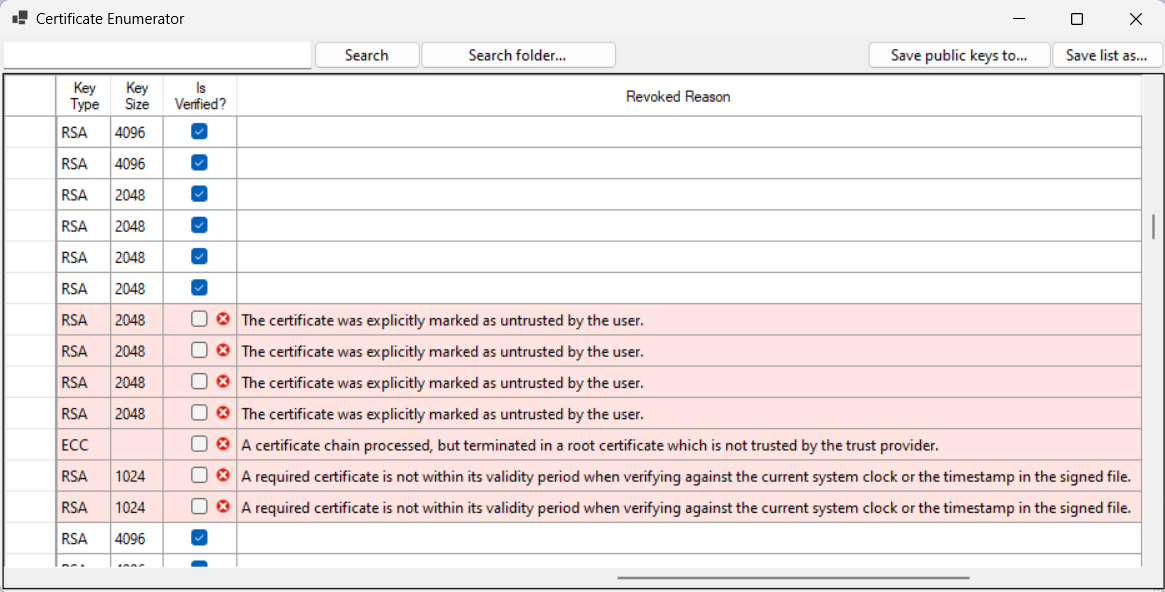 Certificate Enumerator
Search Search folder... Save public keys to... Save list as...
Key Type Key Size Is Verified? Revoked Reason
RSA 4096
RSA 4096
RSA 2048
RSA 2048
RSA 2048
RSA 2048
RSA 2048 The certificate was explicitly marked as untrusted by the user.
RSA 2048 The certificate was explicitly marked as untrusted by the user.
RSA 2048 The certificate was explicitly marked as untrusted by the user.
RSA 2048 The certificate was explicitly marked as untrusted by the user.
ECC A certificate chain processed, but terminated in a root certificate which is not trusted by the trust provider.
RSA 1024 A required certificate is not within its validity period when verifying against the current system clock or the timestamp in the signed file.
RSA 1024 A required certificate is not within its validity period when verifying against the current system clock or the timestamp in the signed file.
RSA 4096